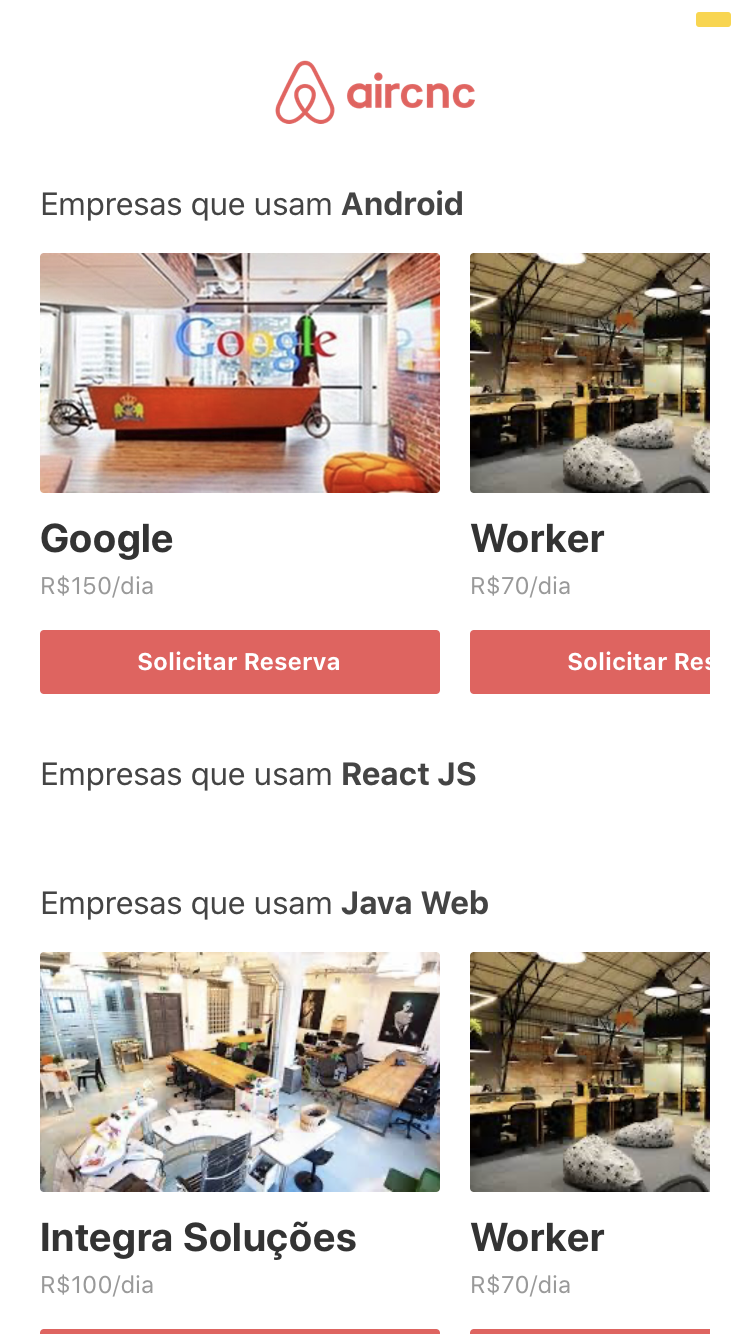 aircnc
Empresas que usam Android
Google
Google
Worker
R$150/dia
R$70/dia
Solicitar Reserva
Solicitar Res
Empresas que usam React JS
Empresas que usam Java Web
Integra Soluções
Worker
R$100/dia
R$70/dia